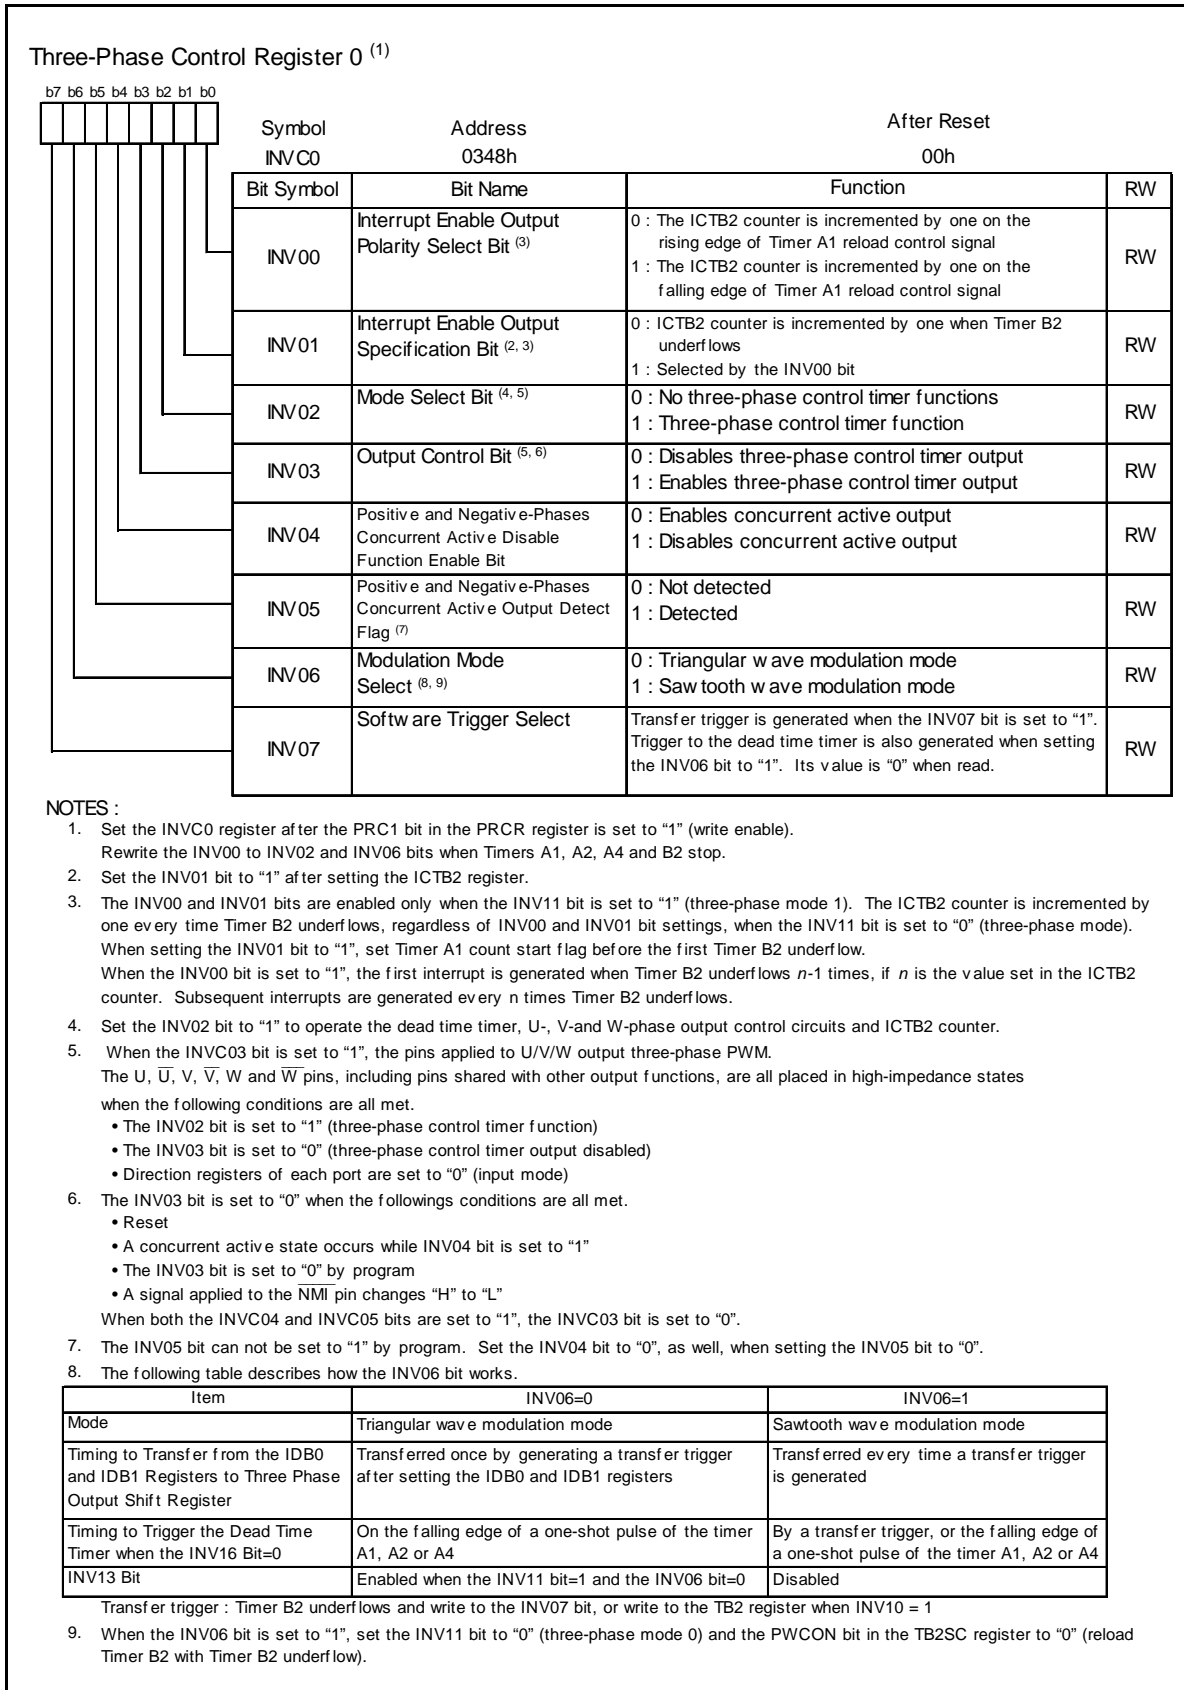 Three-Phase Control Register 0 (1)
b7 b6 b5 b4 b3 b2 b1 b0
Symbol Address After Reset
INVC0 0348h 00h
Bit Symbol Bit Name Function RW
INV00 Interrupt Enable Output Polarity Select Bit (3) 0 : The ICTB2 counter is incremented by one on the
rising edge of Timer A1 reload control signal
1 : The ICTB2 counter is incremented by one on the
falling edge of Timer A1 reload control signal RW
INV01 Interrupt Enable Output Specification Bit (2, 3) 0 : ICTB2 counter is incremented by one when Timer B2
underflows
1 : Selected by the INV00 bit RW
INV02 Mode Select Bit (4, 5) 0 : No three-phase control timer functions
1 : Three-phase control timer function RW
INV03 Output Control Bit (5, 6) 0 : Disables three-phase control timer output
1 : Enables three-phase control timer output RW
INV04 Positive and Negative-Phases Concurrent Active Disable Function Enable Bit 0 : Enables concurrent active output
1 : Disables concurrent active output RW
INV05 Positive and Negative-Phases Concurrent Active Output Detect Flag (7) 0 : Not detected
1 : Detected RW
INV06 Modulation Mode Select (8, 9) 0 : Triangular wave modulation mode
1 : Sawtooth wave modulation mode RW
INV07 Software Trigger Select Transfer trigger is generated when the INV07 bit is set to “1”.
Trigger to the dead time timer is also generated when setting
the INV06 bit to “1”. Its value is “0” when read. RW
NOTES :
1. Set the INVC0 register after the PRC1 bit in the PRCR register is set to “1” (write enable).
Rewrite the INV00 to INV02 and INV06 bits when Timers A1, A2, A4 and B2 stop.
2. Set the INV01 bit to “1” after setting the ICTB2 register.
3. The INV00 and INV01 bits are enabled only when the INV11 bit is set to “1” (three-phase mode 1). The ICTB2 counter is incremented by
one every time Timer B2 underflows, regardless of INV00 and INV01 bit settings, when the INV11 bit is set to “0” (three-phase mode).
When setting the INV01 bit to “1”, set Timer A1 count start flag before the first Timer B2 underflow.
When the INV00 bit is set to “1”, the first interrupt is generated when Timer B2 underflows n-1 times, if n is the value set in the ICTB2
counter. Subsequent interrupts are generated every n times Timer B2 underflows.
4. Set the INV02 bit to “1” to operate the dead time timer, U-, V-and W-phase output control circuits and ICTB2 counter.
5. When the INVC03 bit is set to “1”, the pins applied to U/V/W output three-phase PWM.
The U, U̅, V, V̅, W and W̅ pins, including pins shared with other output functions, are all placed in high-impedance states
when the following conditions are all met.
• The INV02 bit is set to “1” (three-phase control timer function)
• The INV03 bit is set to “0” (three-phase control timer output disabled)
• Direction registers of each port are set to “0” (input mode)
6. The INV03 bit is set to “0” when the followings conditions are all met.
• Reset
• A concurrent active state occurs while INV04 bit is set to “1”
• The INV03 bit is set to “0” by program
• A signal applied to the N̅M̅I̅ pin changes “H” to “L”
When both the INVC04 and INVC05 bits are set to “1”, the INVC03 bit is set to “0”.
7. The INV05 bit can not be set to “1” by program. Set the INV04 bit to “0”, as well, when setting the INV05 bit to “0”.
8. The following table describes how the INV06 bit works.
Item INV06=0 INV06=1
Mode Triangular wave modulation mode Sawtooth wave modulation mode
Timing to Transfer from the IDB0 and IDB1 Registers to Three Phase Output Shift Register Transferred once by generating a transfer trigger after setting the IDB0 and IDB1 registers Transferred every time a transfer trigger is generated
Timing to Trigger the Dead Time Timer when the INV16 Bit=0 On the falling edge of a one-shot pulse of the timer A1, A2 or A4 By a transfer trigger, or the falling edge of a one-shot pulse of the timer A1, A2 or A4
INV13 Bit Enabled when the INV11 bit=1 and the INV06 bit=0 Disabled
Transfer trigger : Timer B2 underflows and write to the INV07 bit, or write to the TB2 register when INV10 = 1
9. When the INV06 bit is set to “1”, set the INV11 bit to “0” (three-phase mode 0) and the PWCON bit in the TB2SC register to “0” (reload
Timer B2 with Timer B2 underflow).